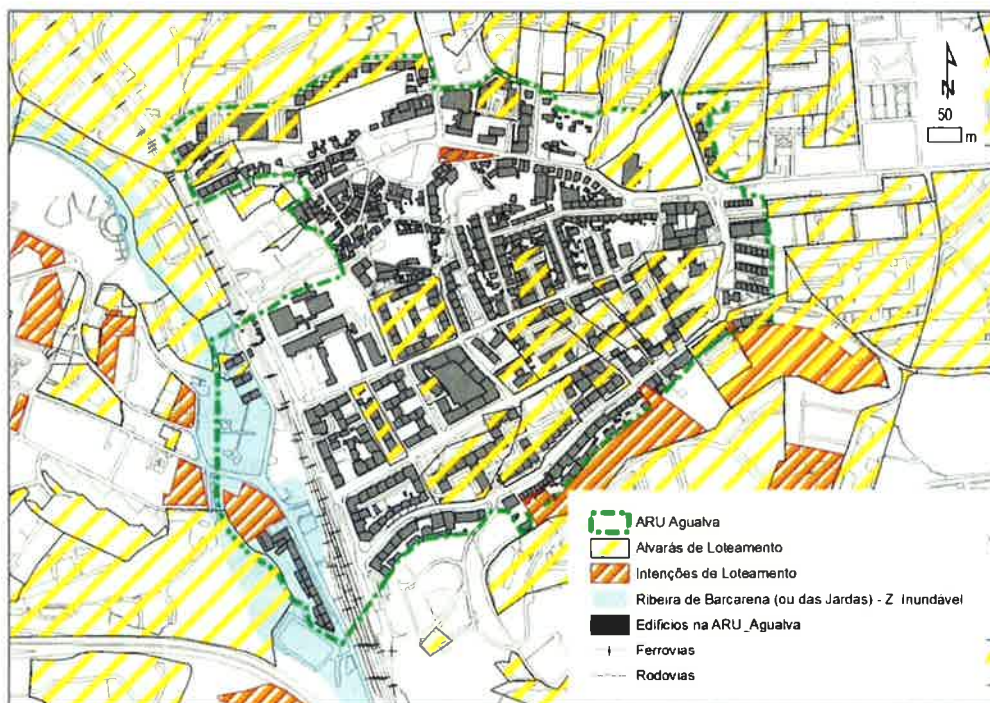 N
50
m
ARU Agualva
Alvarás de Loteamento
Intenções de Loteamento
Ribeira de Barcarena (ou das Jardas) - Z_Inundável
Edifícios na ARU_Agualva
Ferrovias
Rodovias